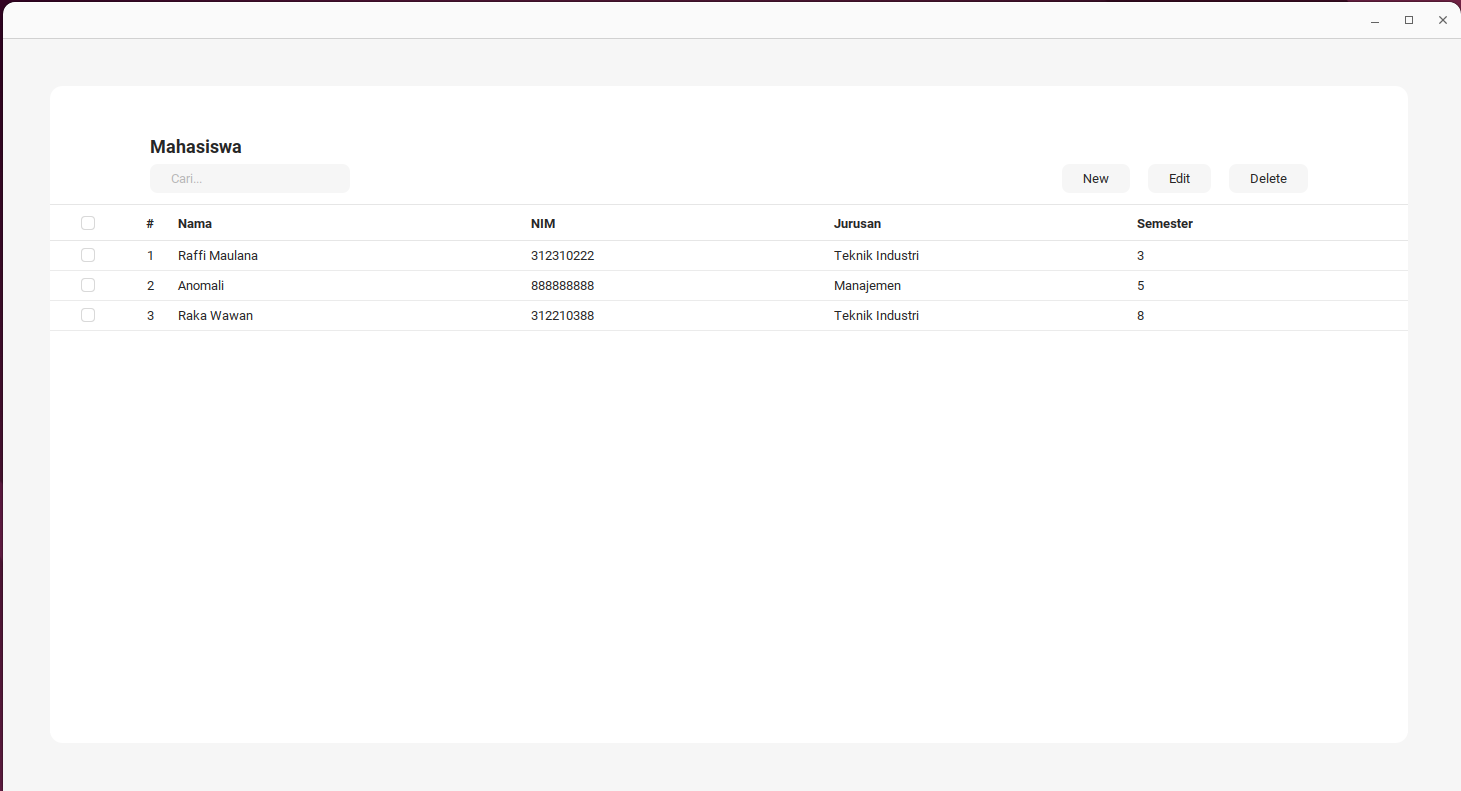 Mahasiswa
Cari...
New Edit Delete
# Nama NIM Jurusan Semester
1 Raffi Maulana 312310222 Teknik Industri 3
2 Anomali 888888888 Manajemen 5
3 Raka Wawan 312210388 Teknik Industri 8